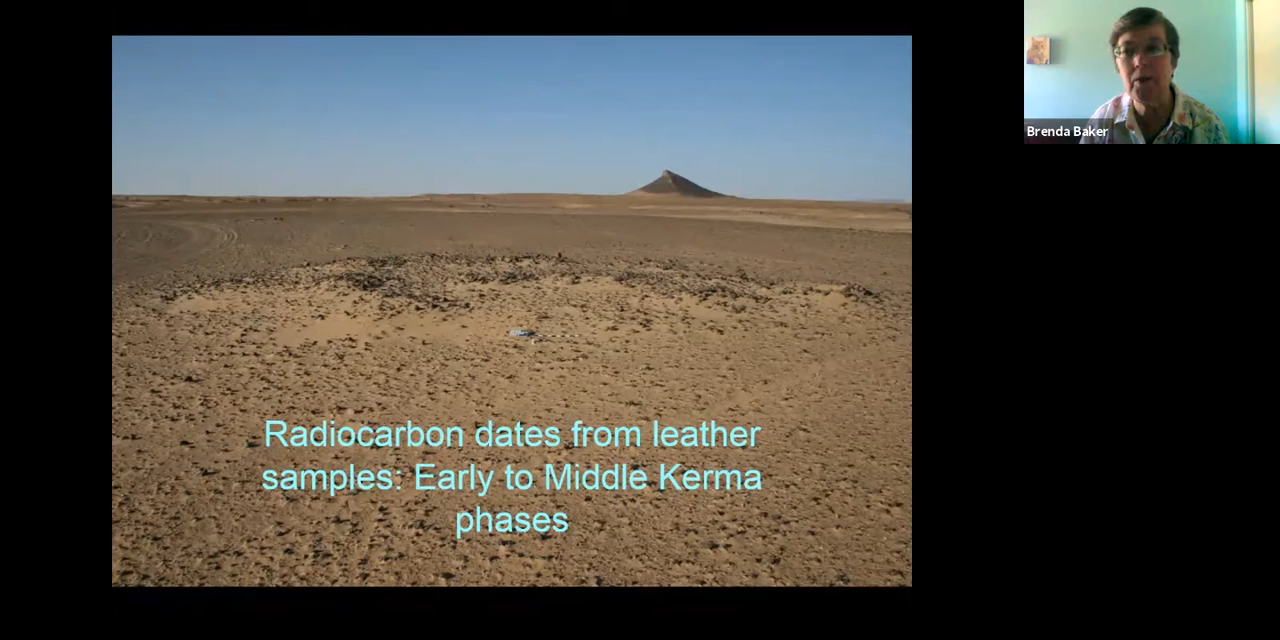 Brenda Baker
Radiocarbon dates from leather
samples: Early to Middle Kerma
phases